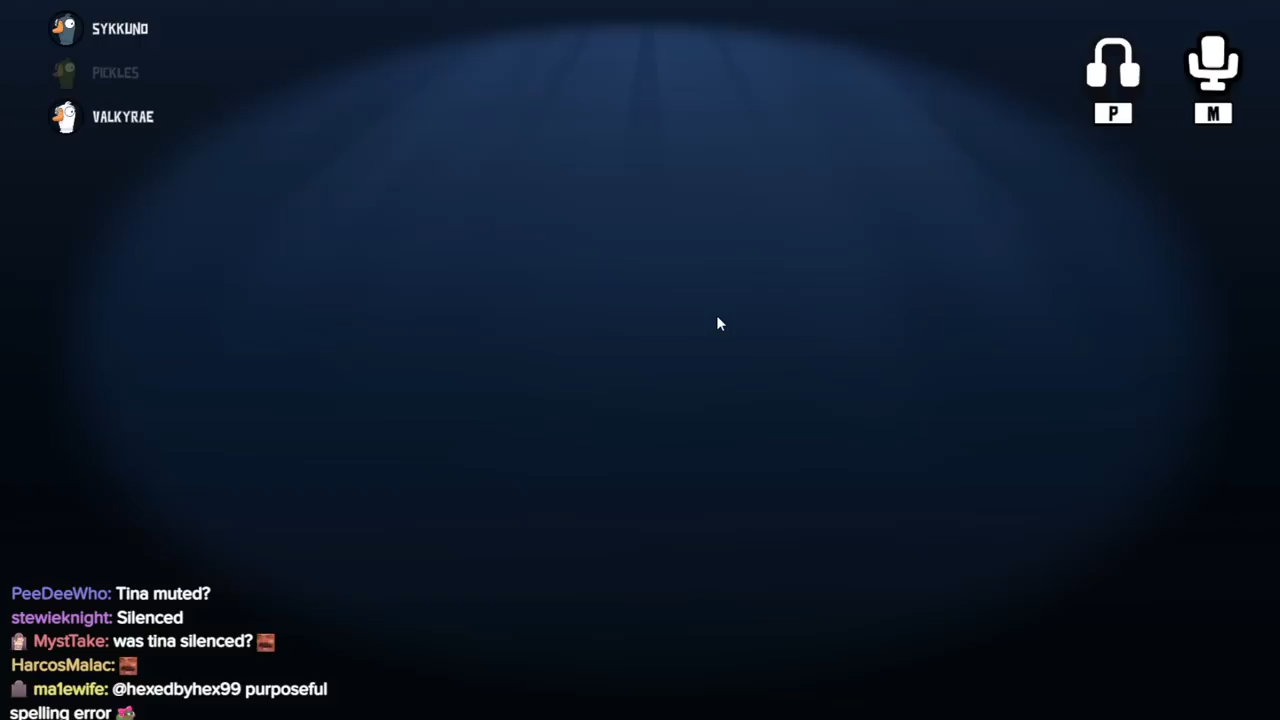 SYKKUNO
PICKLES
VALKYRAE
P
M
PeeDeeWho: Tina muted?
stewieknight: Silenced
MystTake: was tina silenced?
HarcosMalac:
ma1ewife: @hexedbyhex99 purposeful
spelling error